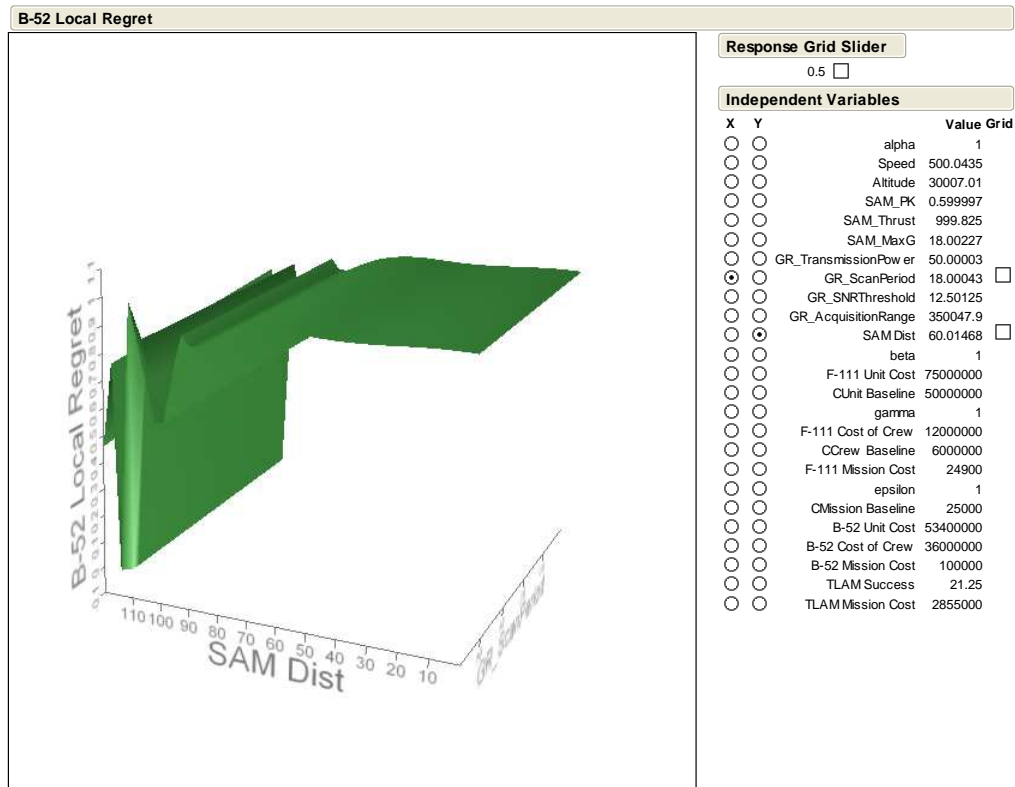 B-52 Local Regret
Response Grid Slider
0.5
Independent Variables
X Y Value Grid
alpha 1
Speed 500.0435
Altitude 30007.01
SAM_PK 0.599997
SAM_Thrust 999.825
SAM_MaxG 18.00227
GR_TransmissionPower 50.00003
GR_ScanPeriod 18.00043
GR_SNRThreshold 12.50125
GR_AcquisitionRange 350047.9
SAM Dist 60.01468
beta 1
F-111 Unit Cost 75000000
CUnit Baseline 50000000
gamma 1
F-111 Cost of Crew 12000000
CCrew Baseline 6000000
F-111 Mission Cost 24900
epsilon 1
CMission Baseline 25000
B-52 Unit Cost 53400000
B-52 Cost of Crew 36000000
B-52 Mission Cost 100000
TLAM Success 21.25
TLAM Mission Cost 2855000
B-52 Local Regret
110 100 90 80 70 60 50 40 30 20 10
SAM Dist
GR_ScanPeriod